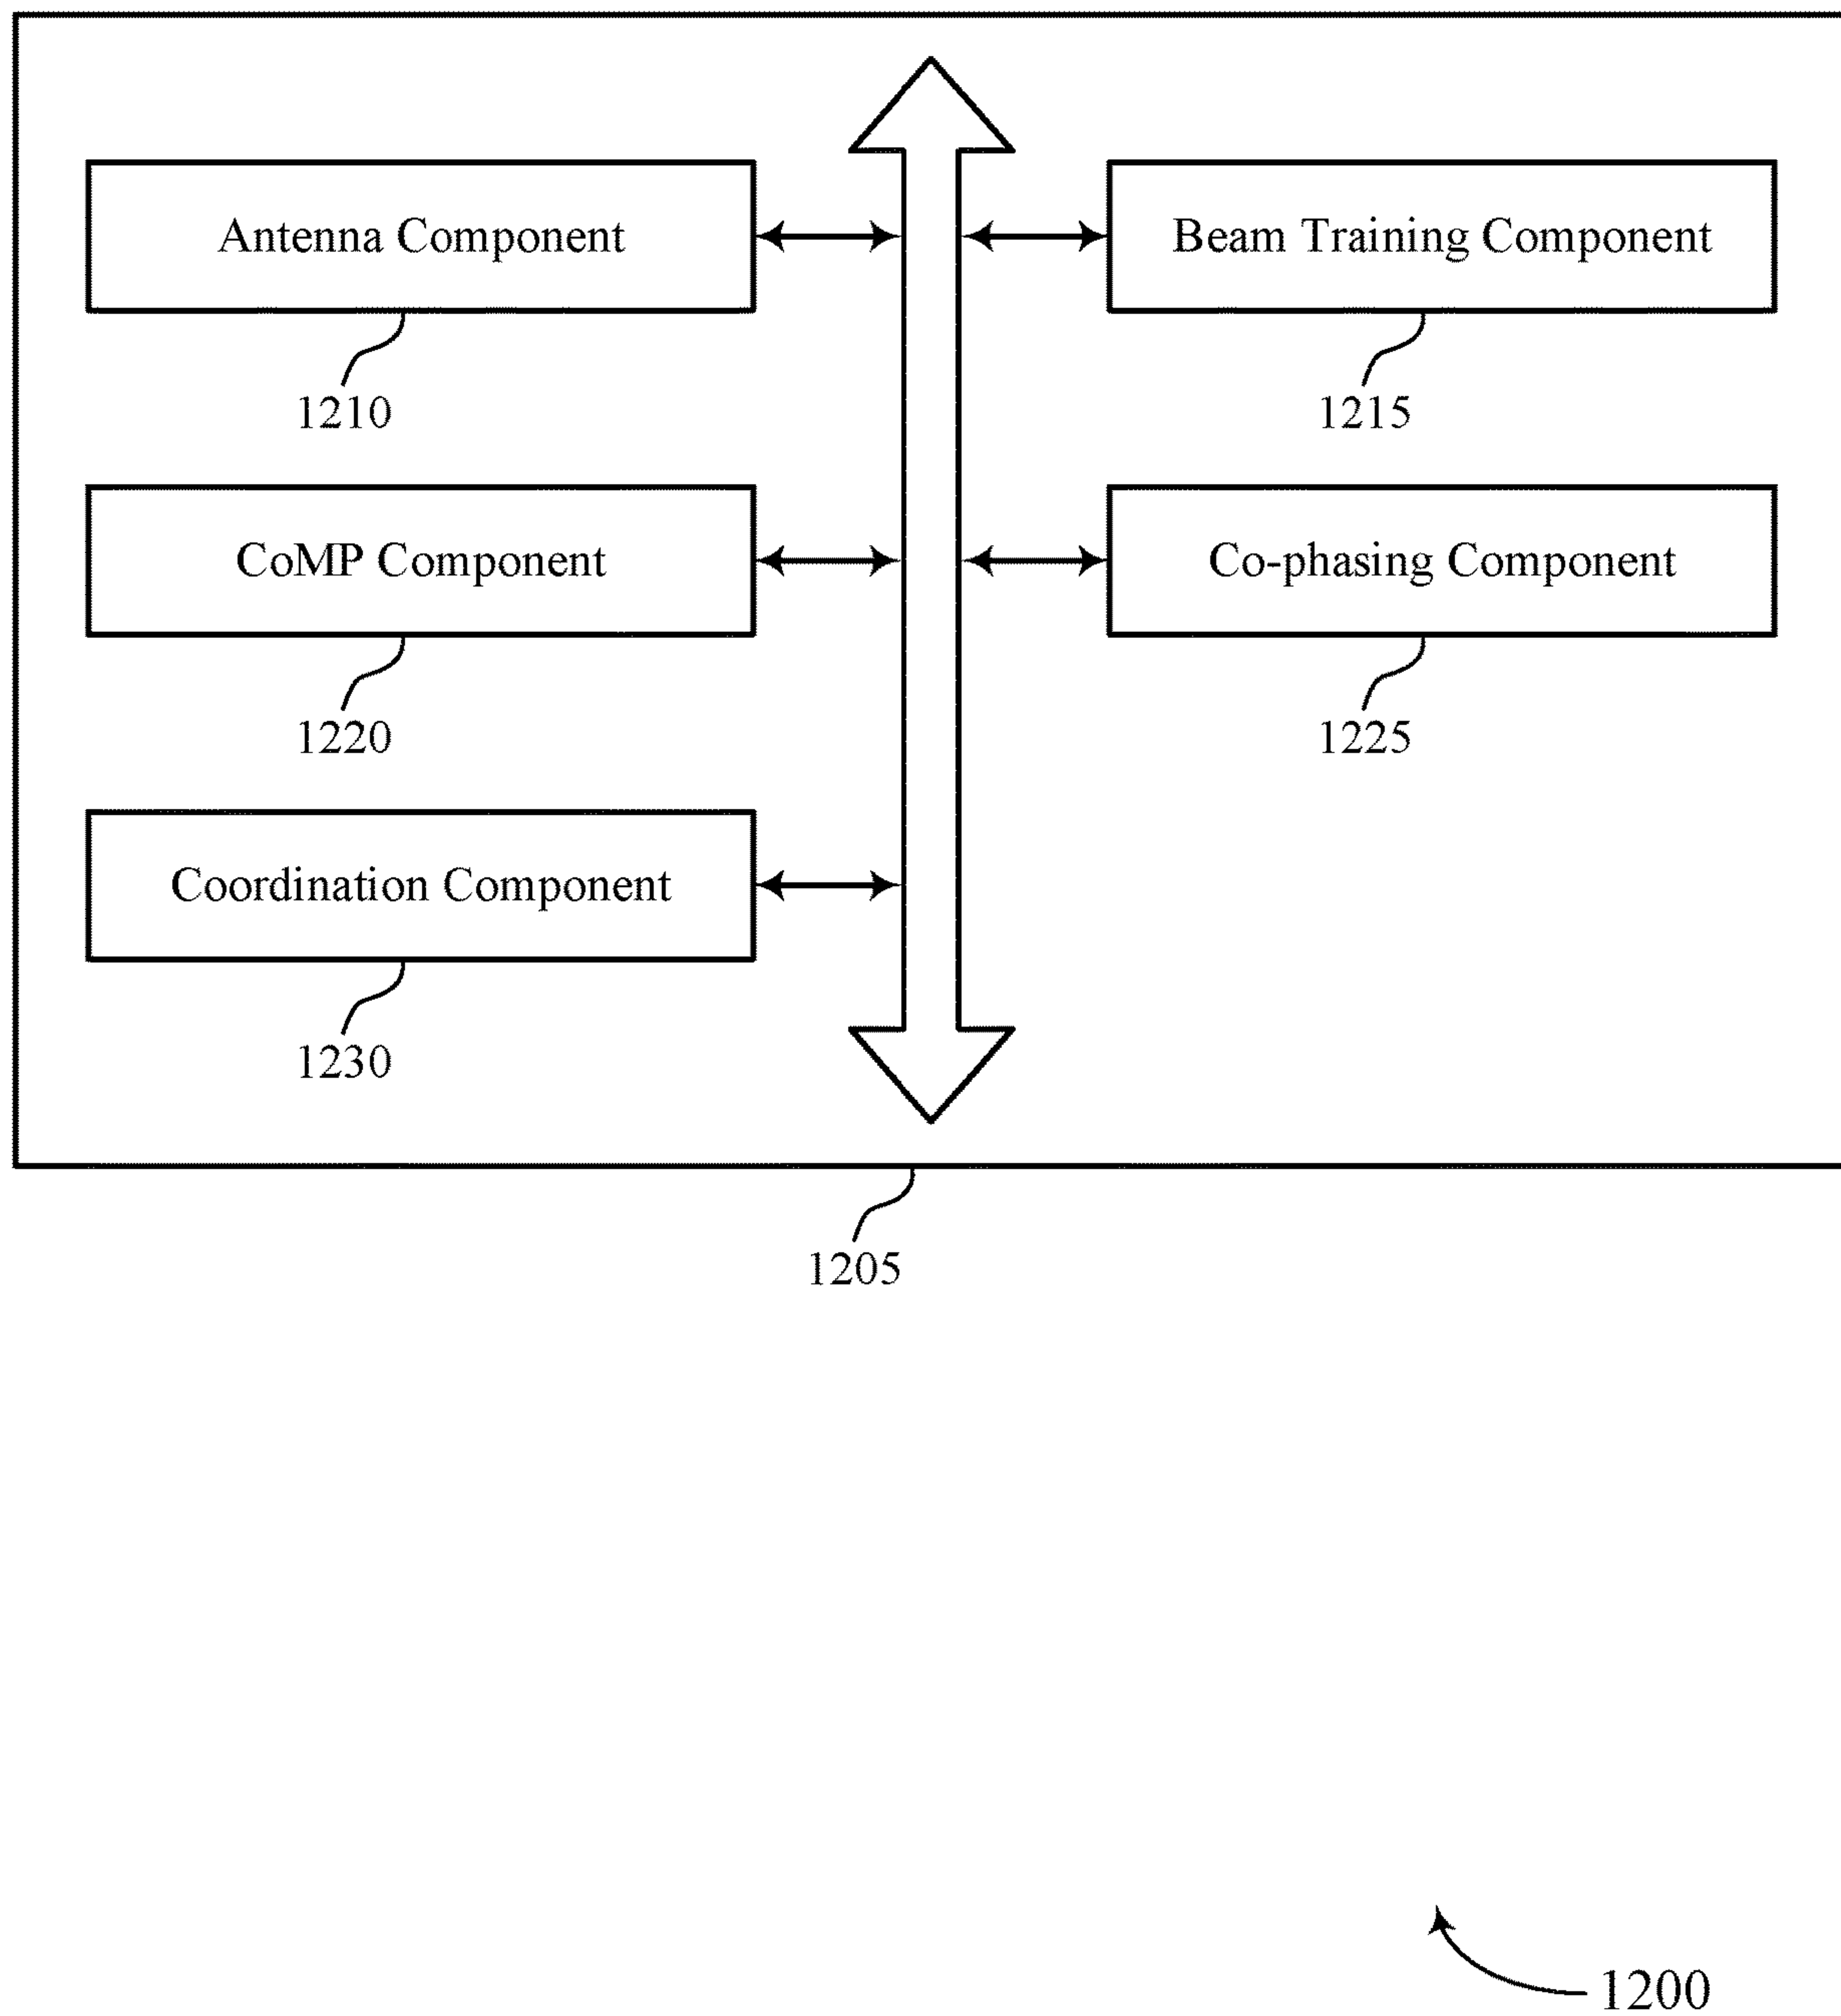 Antenna Component
Beam Training Component
1210
1215
CoMP Component
Co-phasing Component
1220
1225
Coordination Component
1230
1205
1200